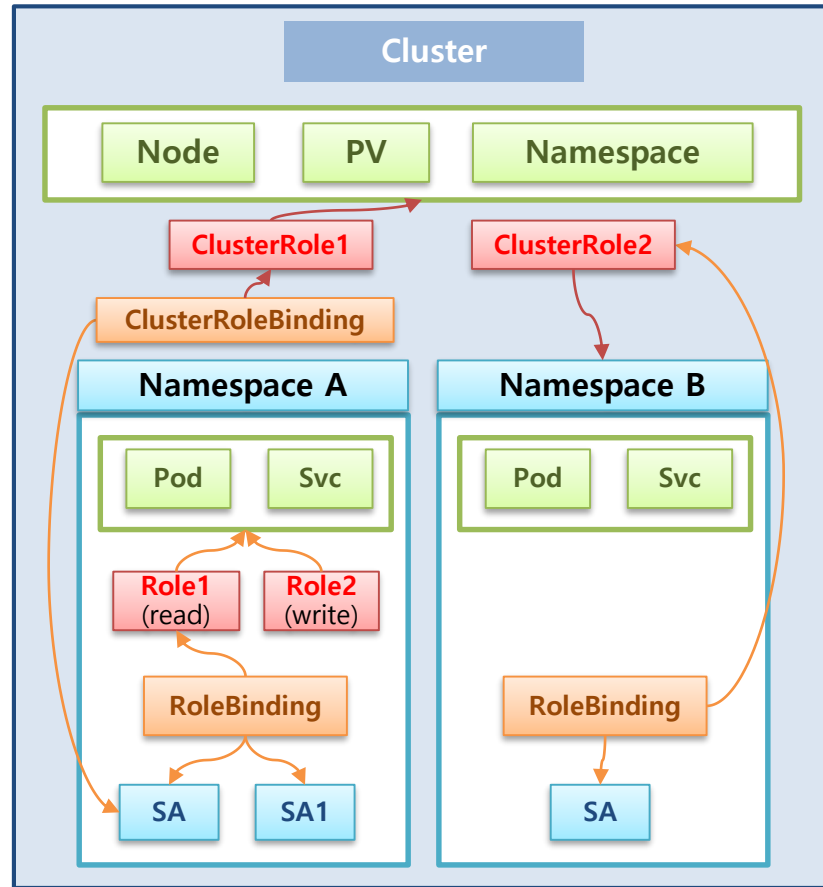 Cluster
Node
PV
Namespace
ClusterRole1
ClusterRole2
ClusterRoleBinding
Namespace A
Namespace B
Pod
Svc
Pod
Svc
Role1
(read)
Role2
(write)
RoleBinding
RoleBinding
SA
SA1
SA